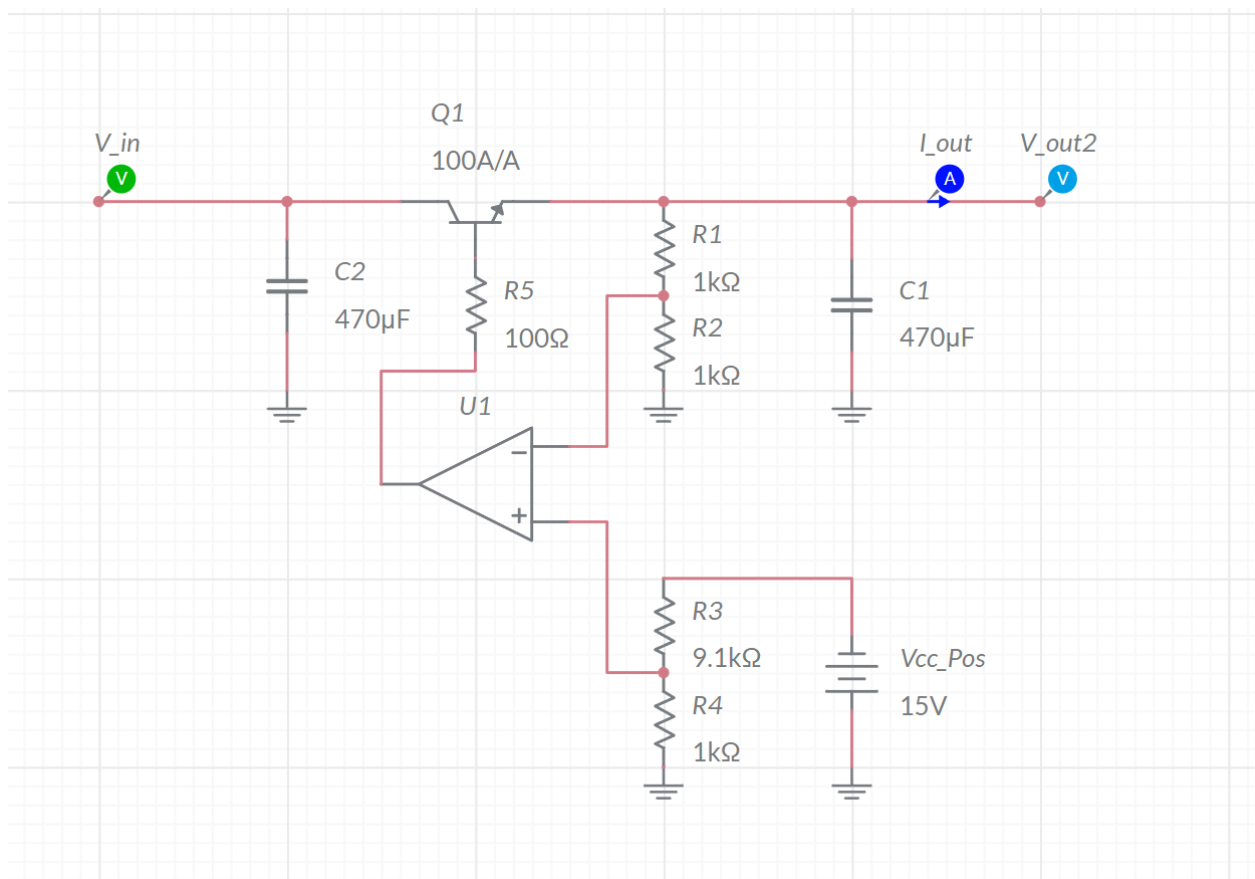 Q1
100A/A
V_in
V
I_out
A
V_out2
V
R1
1kΩ
C2
470µF
R5
100Ω
C1
470µF
R2
1kΩ
U1
−
+
R3
9.1kΩ
Vcc_Pos
15V
R4
1kΩ